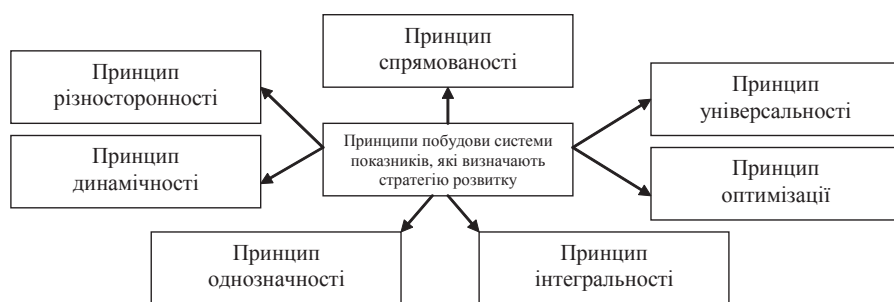 Принцип
спрямованості
Принцип
різносторонності
Принцип
універсальності
Принципи побудови системи
показників, які визначають
стратегію розвитку
Принцип
динамічності
Принцип
оптимізації
Принцип
однозначності
Принцип
інтегральності